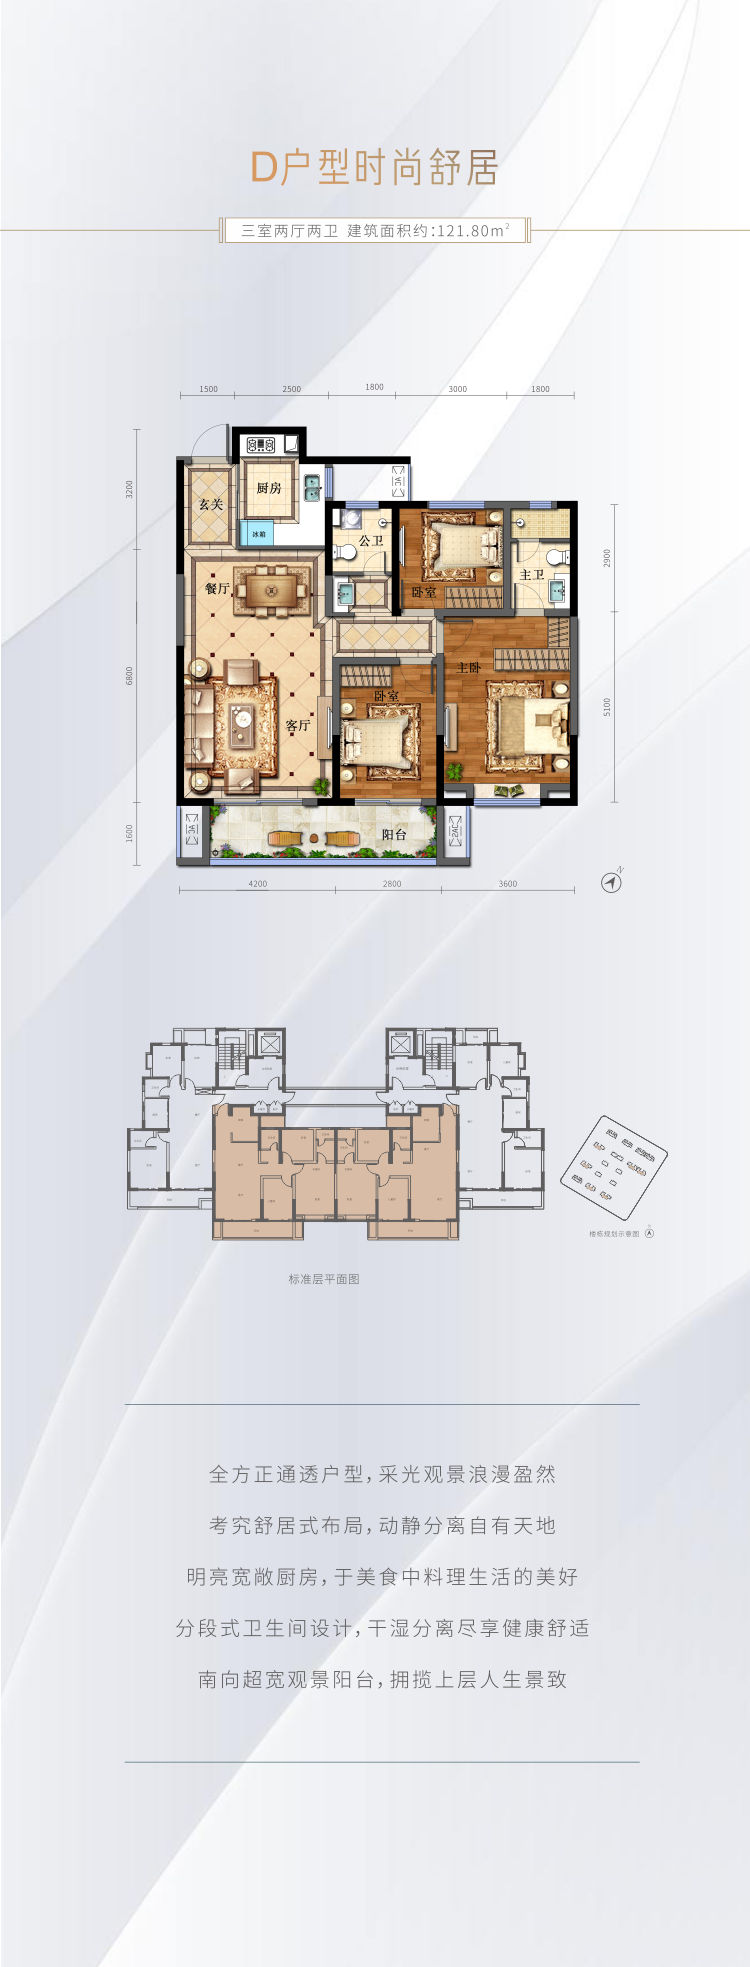 D户型时尚舒居
三室两厅两卫 建筑面积约:121.80m²
1500
2500
1800
3000
1800
3200
6800
1600
2900
5100
玄关
厨房
冰箱
AC
公卫
卧室
主卫
餐厅
客厅
卧室
主卧
AC
阳台
2AC
4200
2800
3600
N
标准层平面图
楼栋规划示意图
全方正通透户型,采光观景浪漫盈然
考究舒居式布局,动静分离自有天地
明亮宽敞厨房,于美食中料理生活的美好
分段式卫生间设计,干湿分离尽享健康舒适
南向超宽观景阳台,拥揽上层人生景致